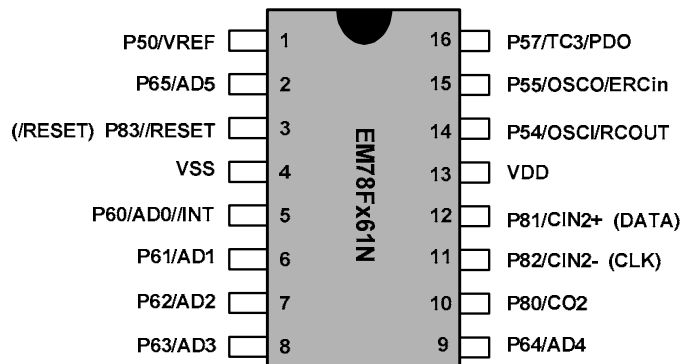 P50/VREF 1 16 P57/TC3/PDO
P65/AD5 2 15 P55/OSCO/ERCin
(/RESET) P83//RESET 3 14 P54/OSCI/RCOUT
VSS 4 13 VDD
P60/AD0//INT 5 12 P81/CIN2+ (DATA)
P61/AD1 6 11 P82/CIN2- (CLK)
P62/AD2 7 10 P80/CO2
P63/AD3 8 9 P64/AD4
EM78Fx61N